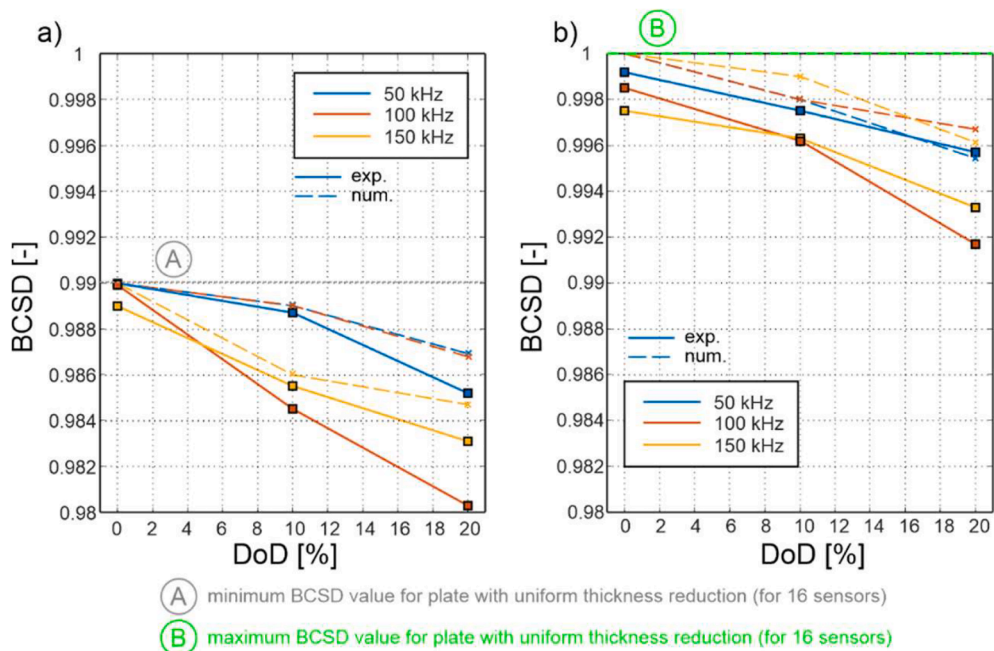 a)
1
0.998
0.996
0.994
0.992
0.99
0.988
0.986
0.984
0.982
0.98
BCSD [-]
50 kHz
100 kHz
150 kHz
exp.
num.
A
0 2 4 6 8 10 12 14 16 18 20
DoD [%]
b)
B
1
0.998
0.996
0.994
0.992
0.99
0.988
0.986
0.984
0.982
0.98
BCSD [-]
exp.
num.
50 kHz
100 kHz
150 kHz
0 2 4 6 8 10 12 14 16 18 20
DoD [%]
A minimum BCSD value for plate with uniform thickness reduction (for 16 sensors)
B maximum BCSD value for plate with uniform thickness reduction (for 16 sensors)